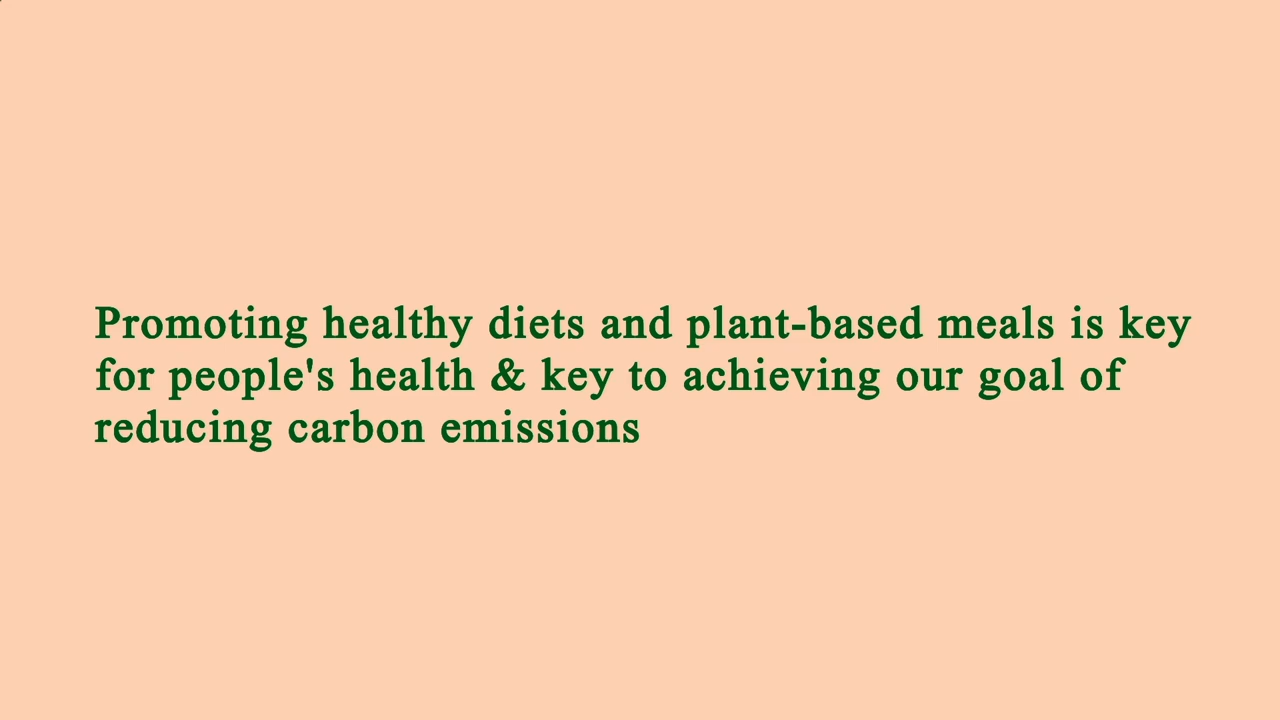 Promoting healthy diets and plant-based meals is key
for people's health & key to achieving our goal of
reducing carbon emissions